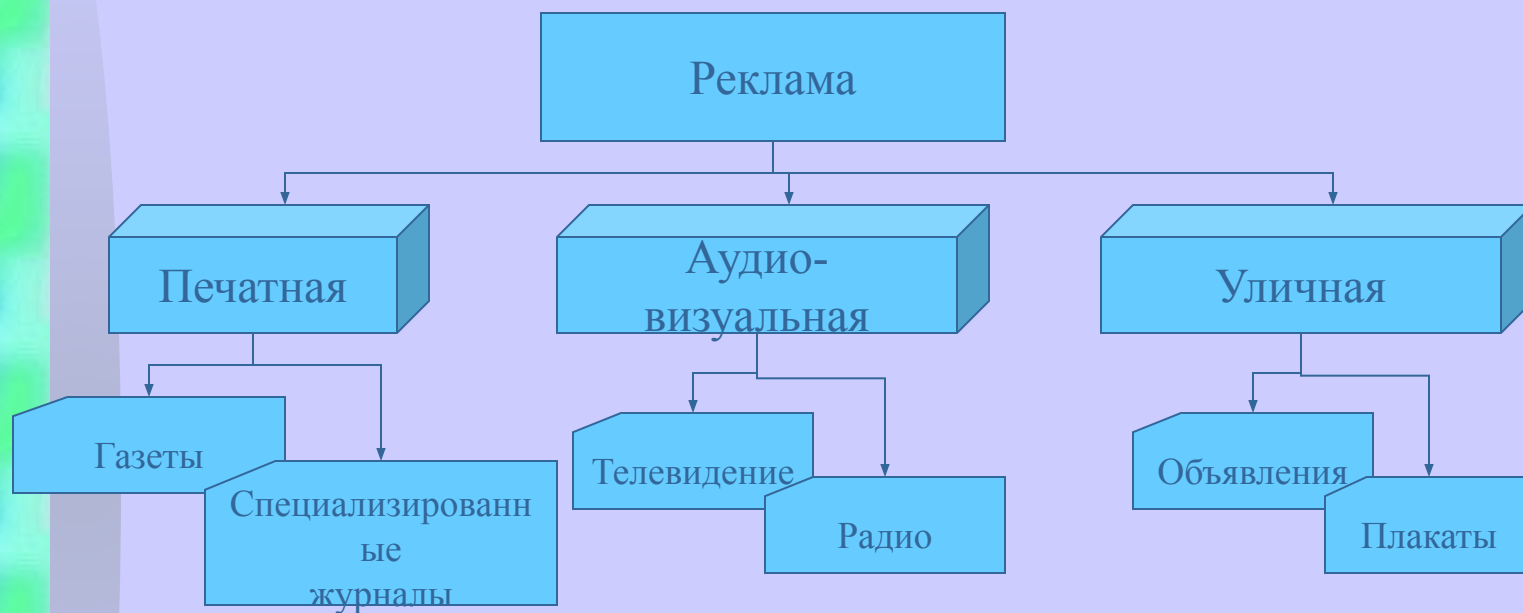 Реклама
Печатная
Аудио-
визуальная
Уличная
Газеты
Специализированн
ые
журналы
Телевидение
Радио
Объявления
Плакаты